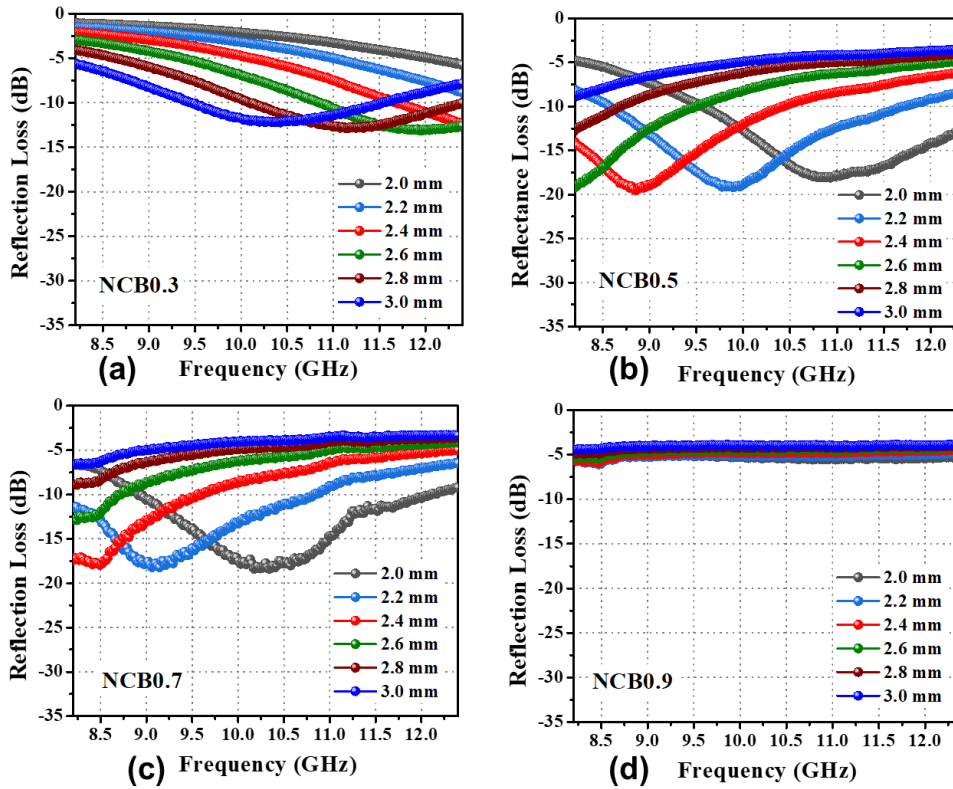 0
-5
-10
-15
-20
-25
-30
-35
Reflection Loss (dB)
2.0 mm
2.2 mm
2.4 mm
2.6 mm
2.8 mm
3.0 mm
NCB0.3
8.5 9.0 9.5 10.0 10.5 11.0 11.5 12.0
(a) Frequency (GHz)
(b)
0
-5
-10
-15
-20
-25
-30
-35
Reflectance Loss (dB)
2.0 mm
2.2 mm
2.4 mm
2.6 mm
2.8 mm
3.0 mm
NCB0.5
8.5 9.0 9.5 10.0 10.5 11.0 11.5 12.0
Frequency (GHz)
0
-5
-10
-15
-20
-25
-30
-35
Reflection Loss (dB)
2.0 mm
2.2 mm
2.4 mm
2.6 mm
2.8 mm
3.0 mm
NCB0.7
8.5 9.0 9.5 10.0 10.5 11.0 11.5 12.0
(c) Frequency (GHz)
0
-5
-10
-15
-20
-25
-30
-35
Reflection Loss (dB)
2.0 mm
2.2 mm
2.4 mm
2.6 mm
2.8 mm
3.0 mm
NCB0.9
8.5 9.0 9.5 10.0 10.5 11.0 11.5 12.0
(d) Frequency (GHz)